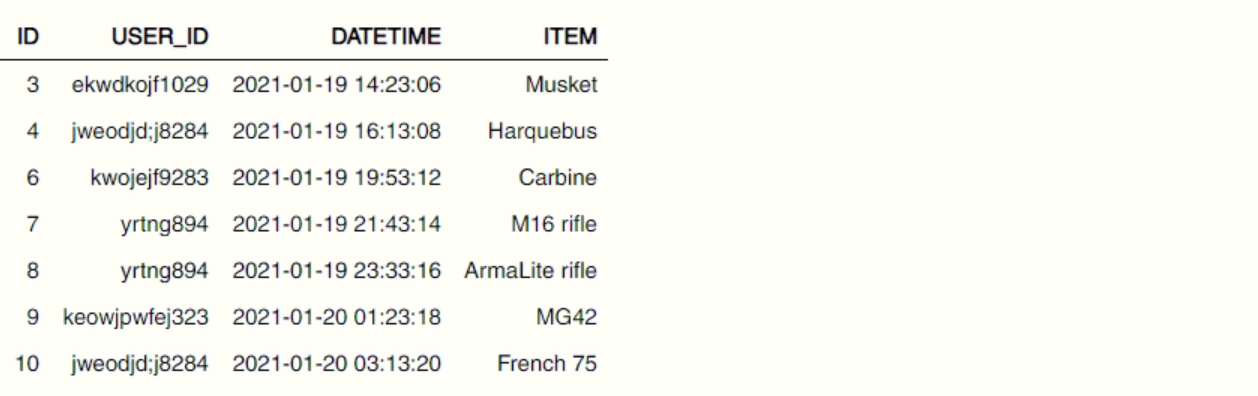 ID USER_ID DATETIME ITEM
3 ekwdkojf1029 2021-01-19 14:23:06 Musket
4 jweodjd;j8284 2021-01-19 16:13:08 Harquebus
6 kwojejf9283 2021-01-19 19:53:12 Carbine
7 yrtng894 2021-01-19 21:43:14 M16 rifle
8 yrtng894 2021-01-19 23:33:16 ArmaLite rifle
9 keowjpwfej323 2021-01-20 01:23:18 MG42
10 jweodjd;j8284 2021-01-20 03:13:20 French 75